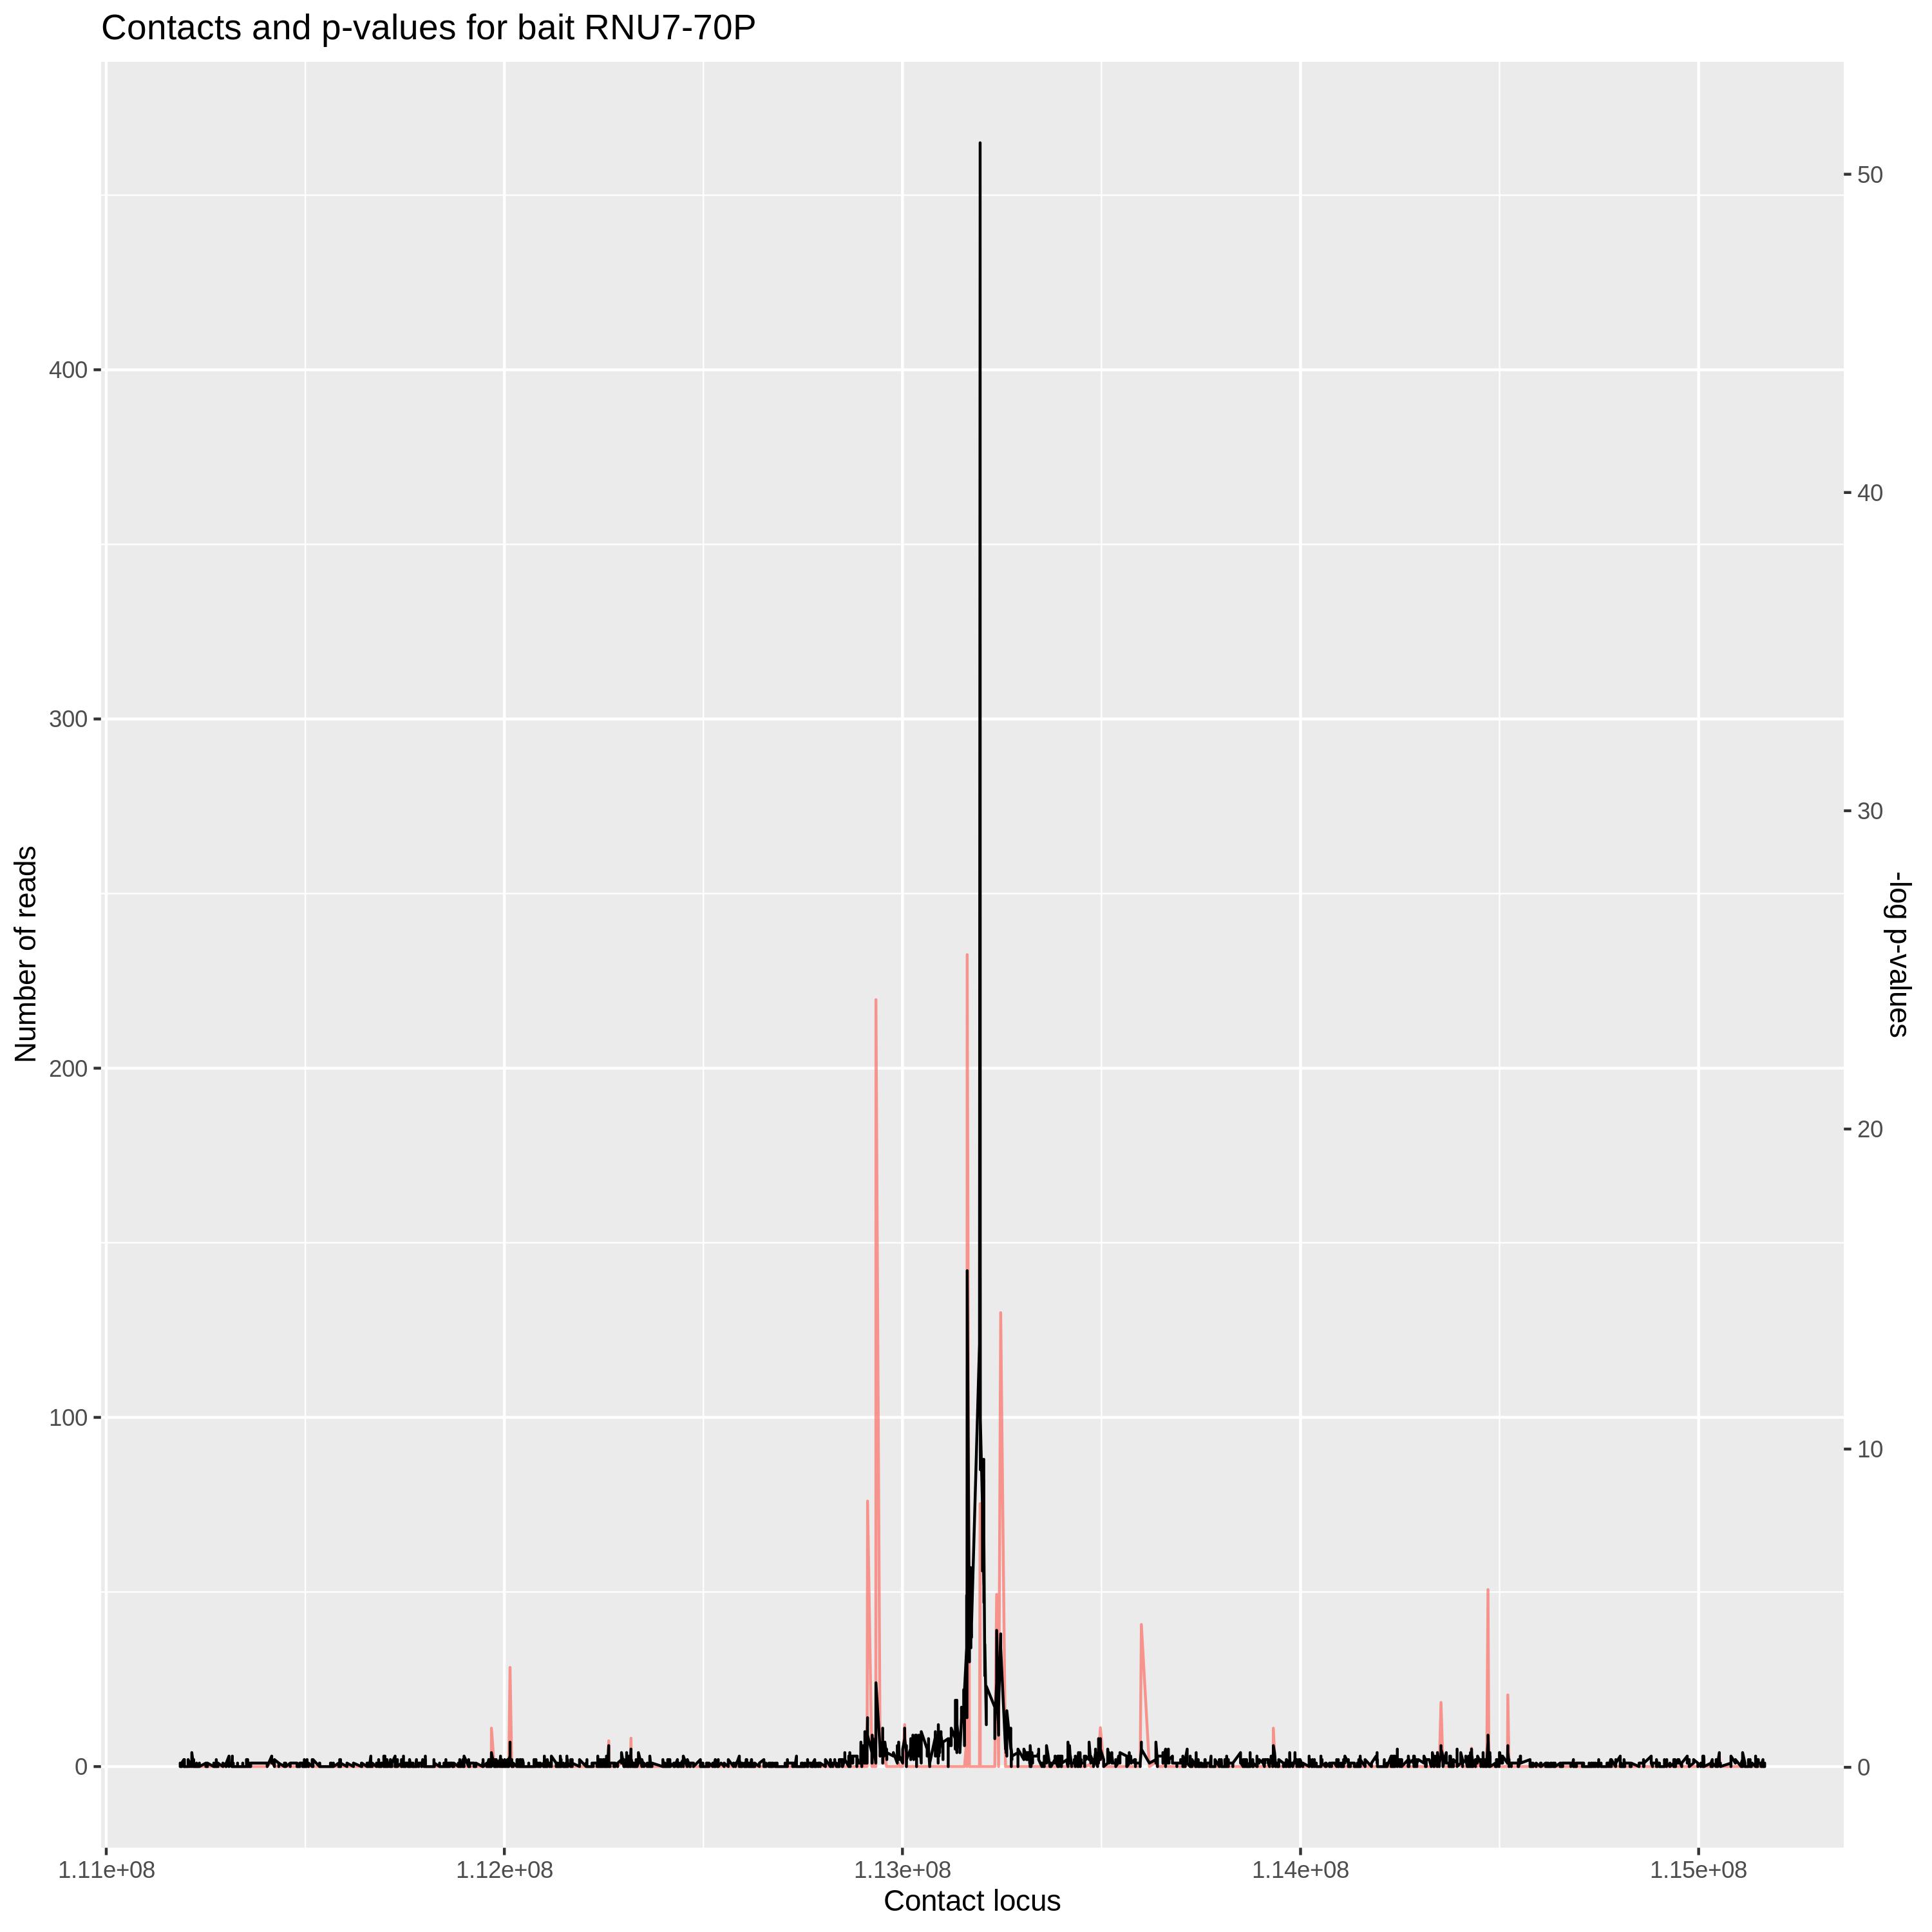 Contacts and p-values for bait RNU7-70P
Number of reads
400
300
200
100
0
50
40
30
20
10
0
-log p-values
1.11e+08
1.12e+08
1.13e+08
1.14e+08
1.15e+08
Contact locus